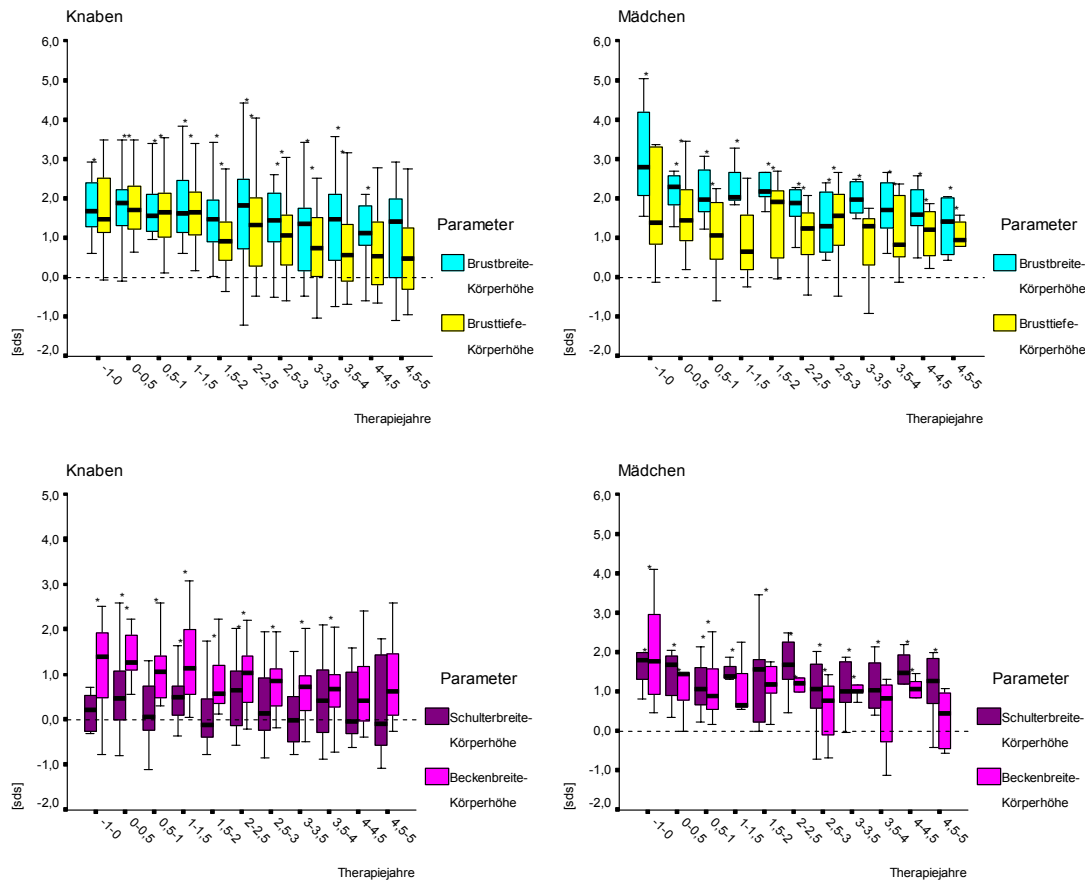 Knaben
6,0
5,0
4,0
3,0
2,0
1,0
0,0
-1,0
-2,0
[sds]
-1-0
0-0,5
0,5-1
1-1,5
1,5-2
2-2,5
2,5-3
3-3,5
3,5-4
4-4,5
4,5-5
Therapiejahre
Parameter
Brustbreite-
Körperhöhe
Brusttiefe-
Körperhöhe
Mädchen
6,0
5,0
4,0
3,0
2,0
1,0
0,0
-1,0
-2,0
[sds]
-1-0
0-0,5
0,5-1
1-1,5
1,5-2
2-2,5
2,5-3
3-3,5
3,5-4
4-4,5
4,5-5
Therapiejahre
Parameter
Brustbreite-
Körperhöhe
Brusttiefe-
Körperhöhe
Knaben
5,0
4,0
3,0
2,0
1,0
0,0
-1,0
-2,0
[sds]
-1-0
0-0,5
0,5-1
1-1,5
1,5-2
2-2,5
2,5-3
3-3,5
3,5-4
4-4,5
4,5-5
Therapiejahre
Parameter
Schulterbreite-
Körperhöhe
Beckenbreite-
Körperhöhe
Mädchen
6,0
5,0
4,0
3,0
2,0
1,0
0,0
-1,0
-2,0
[sds]
-1-0
0-0,5
0,5-1
1-1,5
1,5-2
2-2,5
2,5-3
3-3,5
3,5-4
4-4,5
4,5-5
Therapiejahre
Parameter
Schulterbreite-
Körperhöhe
Beckenbreite-
Körperhöhe